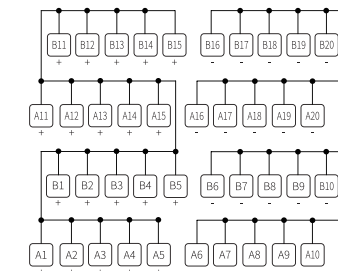 B11 B12 B13 B14 B15 B16 B17 B18 B19 B20
+ + + + + - - - - -
A11 A12 A13 A14 A15 A16 A17 A18 A19 A20
+ + + + + - - - - -
B1 B2 B3 B4 B5 B6 B7 B8 B9 B10
+ + + + + - - - - -
A1 A2 A3 A4 A5 A6 A7 A8 A9 A10